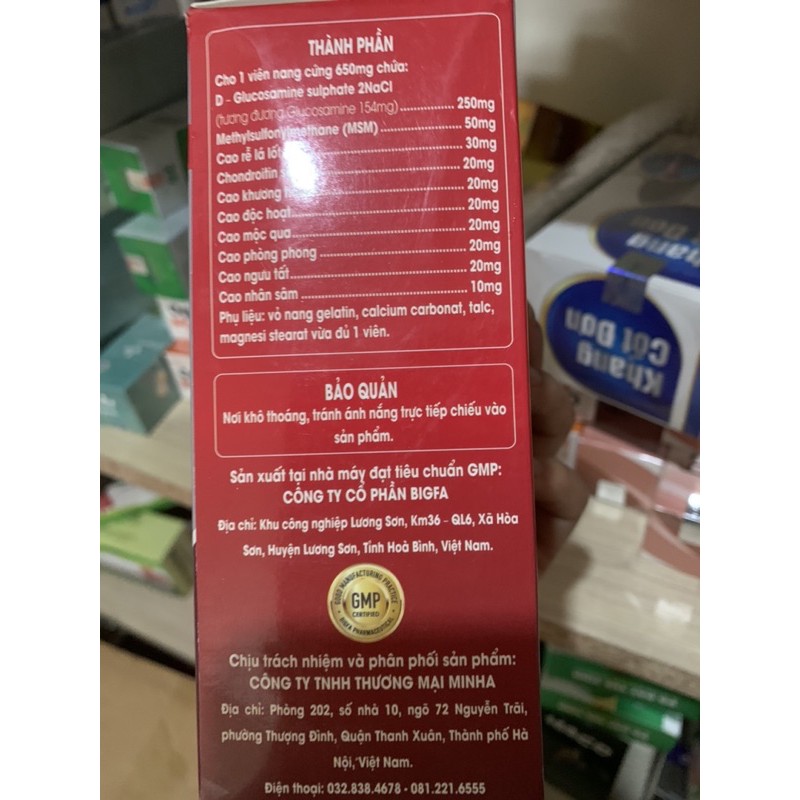 THÀNH PHẦN
Cho 1 viên nang cứng 650mg chứa:
D - Glucosamine sulphate 2NaCl
(tương đương Glucosamine 154mg) ............. 250mg
Methylsulfonylmethane (MSM) .................. 50mg
Cao rễ lá lốt ........ 30mg
Chondroitin ........ 20mg
Cao khương ........ 20mg
Cao độc hoạt ........ 20mg
Cao mộc qua ........ 20mg
Cao phòng phong ........ 20mg
Cao ngưu tất ........ 20mg
Cao nhân sâm ........ 10mg
Phụ liệu: vỏ nang gelatin, calcium carbonat, talc,
magnesi stearat vừa đủ 1 viên.
BẢO QUẢN
Nơi khô thoáng, tránh ánh nắng trực tiếp chiếu vào
sản phẩm.
Sản xuất tại nhà máy đạt tiêu chuẩn GMP:
CÔNG TY CỔ PHẦN BIGFA
Địa chỉ: Khu công nghiệp Lương Sơn, Km36 - QL6, Xã Hòa
Sơn, Huyện Lương Sơn, Tỉnh Hoà Bình, Việt Nam.
GOOD MANUFACTURING PRACTICE
GMP
CERTIFIED
BIGFA PHARMACEUTICAL
Chịu trách nhiệm và phân phối sản phẩm:
CÔNG TY TNHH THƯƠNG MẠI MINHA
Địa chỉ: Phòng 202, số nhà 10, ngõ 72 Nguyễn Trãi,
phường Thượng Đình, Quận Thanh Xuân, Thành phố Hà
Nội, Việt Nam.
Điện thoại: 032.838.4678 - 081.221.6555
Khang
Cốt Đơn
Khang